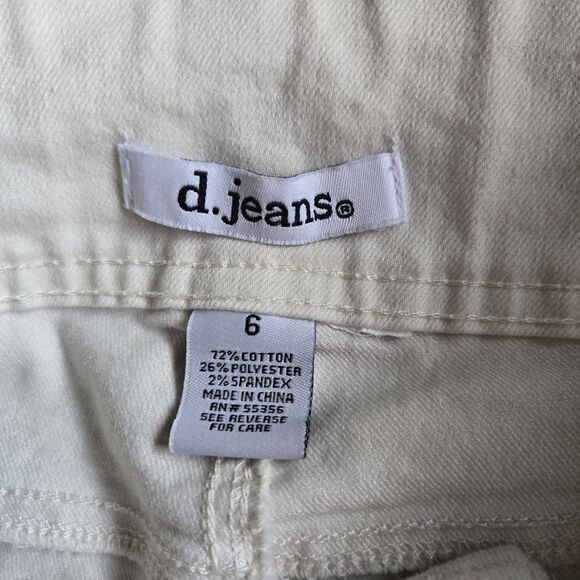 d.jeans®
6
72% COTTON
26% POLYESTER
2% SPANDEX
MADE IN CHINA
RN# 55356
SEE REVERSE
FOR CARE